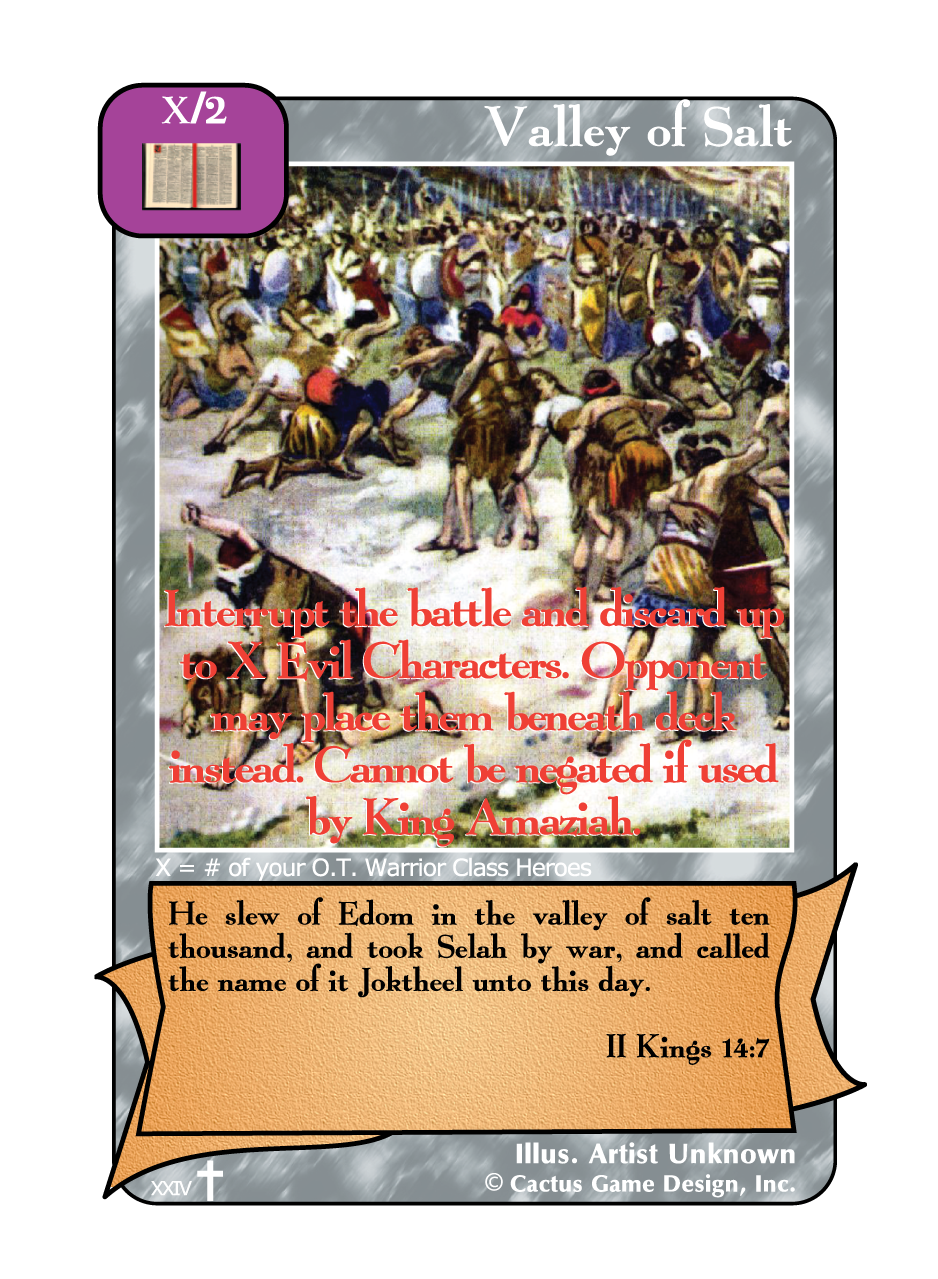 X/2
Valley of Salt
Interrupt the battle and discard up
to X Evil Characters. Opponent
may place them beneath deck
instead. Cannot be negated if used
by King Amaziah.
X = # of your O.T. Warrior Class Heroes
He slew of Edom in the valley of salt ten
thousand, and took Selah by war, and called
the name of it Joktheel unto this day.
II Kings 14:7
Illus. Artist Unknown
XXIV
© Cactus Game Design, Inc.